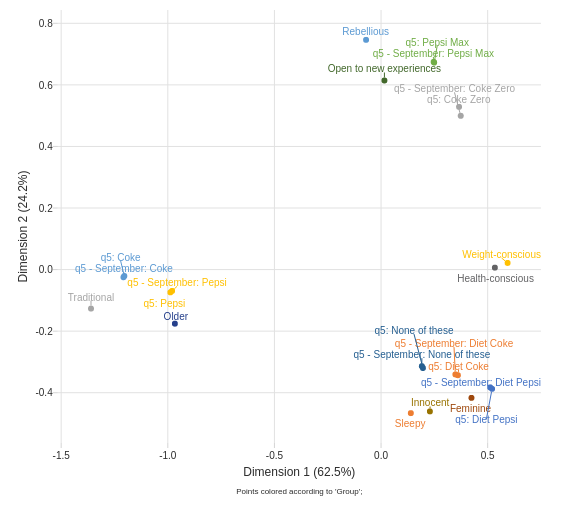 0.8
Rebellious
q5: Pepsi Max
q5 - September: Pepsi Max
Open to new experiences
0.6
q5 - September: Coke Zero
q5: Coke Zero
0.4
0.2
Dimension 2 (24.2%)
Weight-conscious
q5: Coke
q5 - September: Coke
0.0
Health-conscious
q5 - September: Pepsi
Traditional
q5: Pepsi
Older
-0.2
q5: None of these
q5 - September: Diet Coke
q5 - September: None of these
q5: Diet Coke
q5 - September: Diet Pepsi
-0.4
Innocent
Feminine
q5: Diet Pepsi
Sleepy
-1.5
-1.0
-0.5
0.0
0.5
Dimension 1 (62.5%)
Points colored according to 'Group';